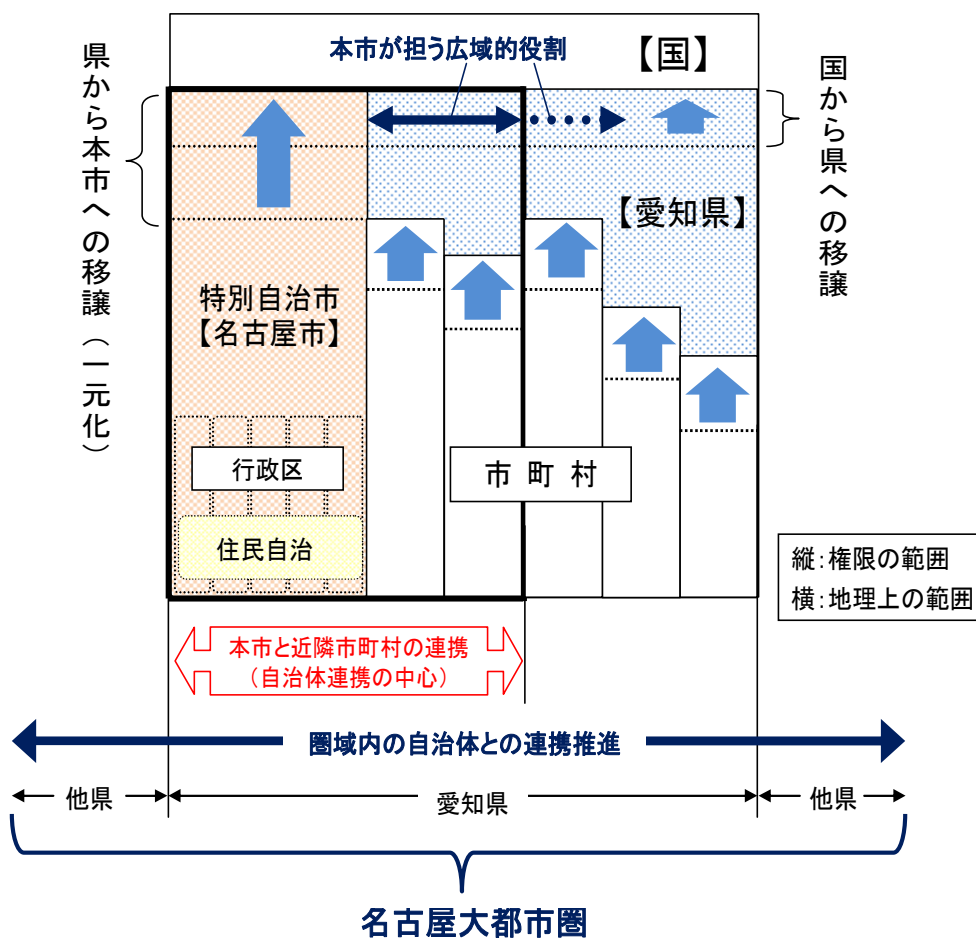 本市が担う広域的役割
【国】
県から本市への移譲（一元化）
国から県への移譲
【愛知県】
特別自治市
【名古屋市】
行政区
市町村
住民自治
縦：権限の範囲
横：地理上の範囲
本市と近隣市町村の連携
（自治体連携の中心）
圏域内の自治体との連携推進
他県
愛知県
他県
名古屋大都市圏